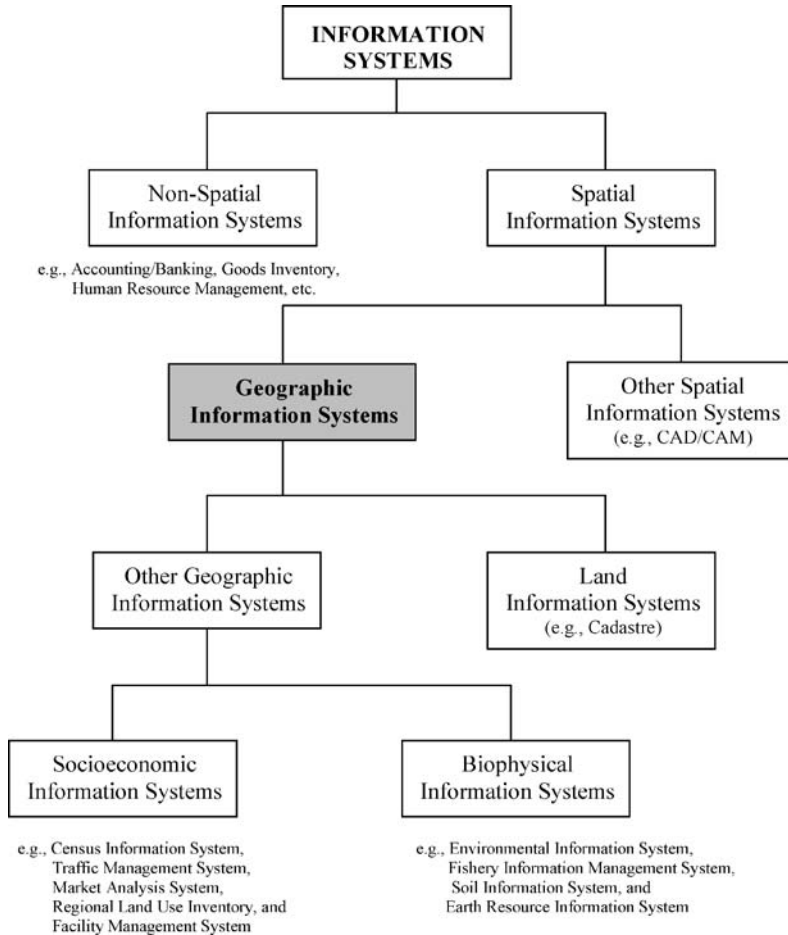 INFORMATION
SYSTEMS
Non-Spatial
Information Systems
e.g., Accounting/Banking, Goods Inventory,
Human Resource Management, etc.
Spatial
Information Systems
Geographic
Information Systems
Other Spatial
Information Systems
(e.g., CAD/CAM)
Other Geographic
Information Systems
Land
Information Systems
(e.g., Cadastre)
Socioeconomic
Information Systems
e.g., Census Information System,
Traffic Management System,
Market Analysis System,
Regional Land Use Inventory, and
Facility Management System
Biophysical
Information Systems
e.g., Environmental Information System,
Fishery Information Management System,
Soil Information System, and
Earth Resource Information System